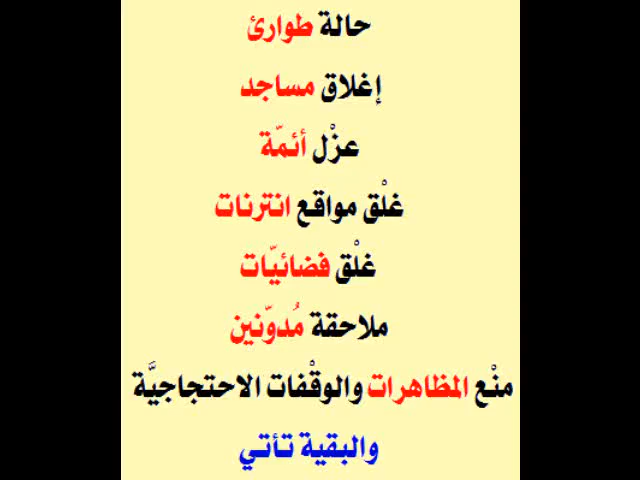 حالة طوارئ
إغلاق مساجد
عزْل أئمّة
غلْق مواقع انترنات
غلْق فضائيّات
ملاحقة مُدوّنين
منْع المظاهرات والوقْفات الاحتجاجيَّة
والبقية تأتي